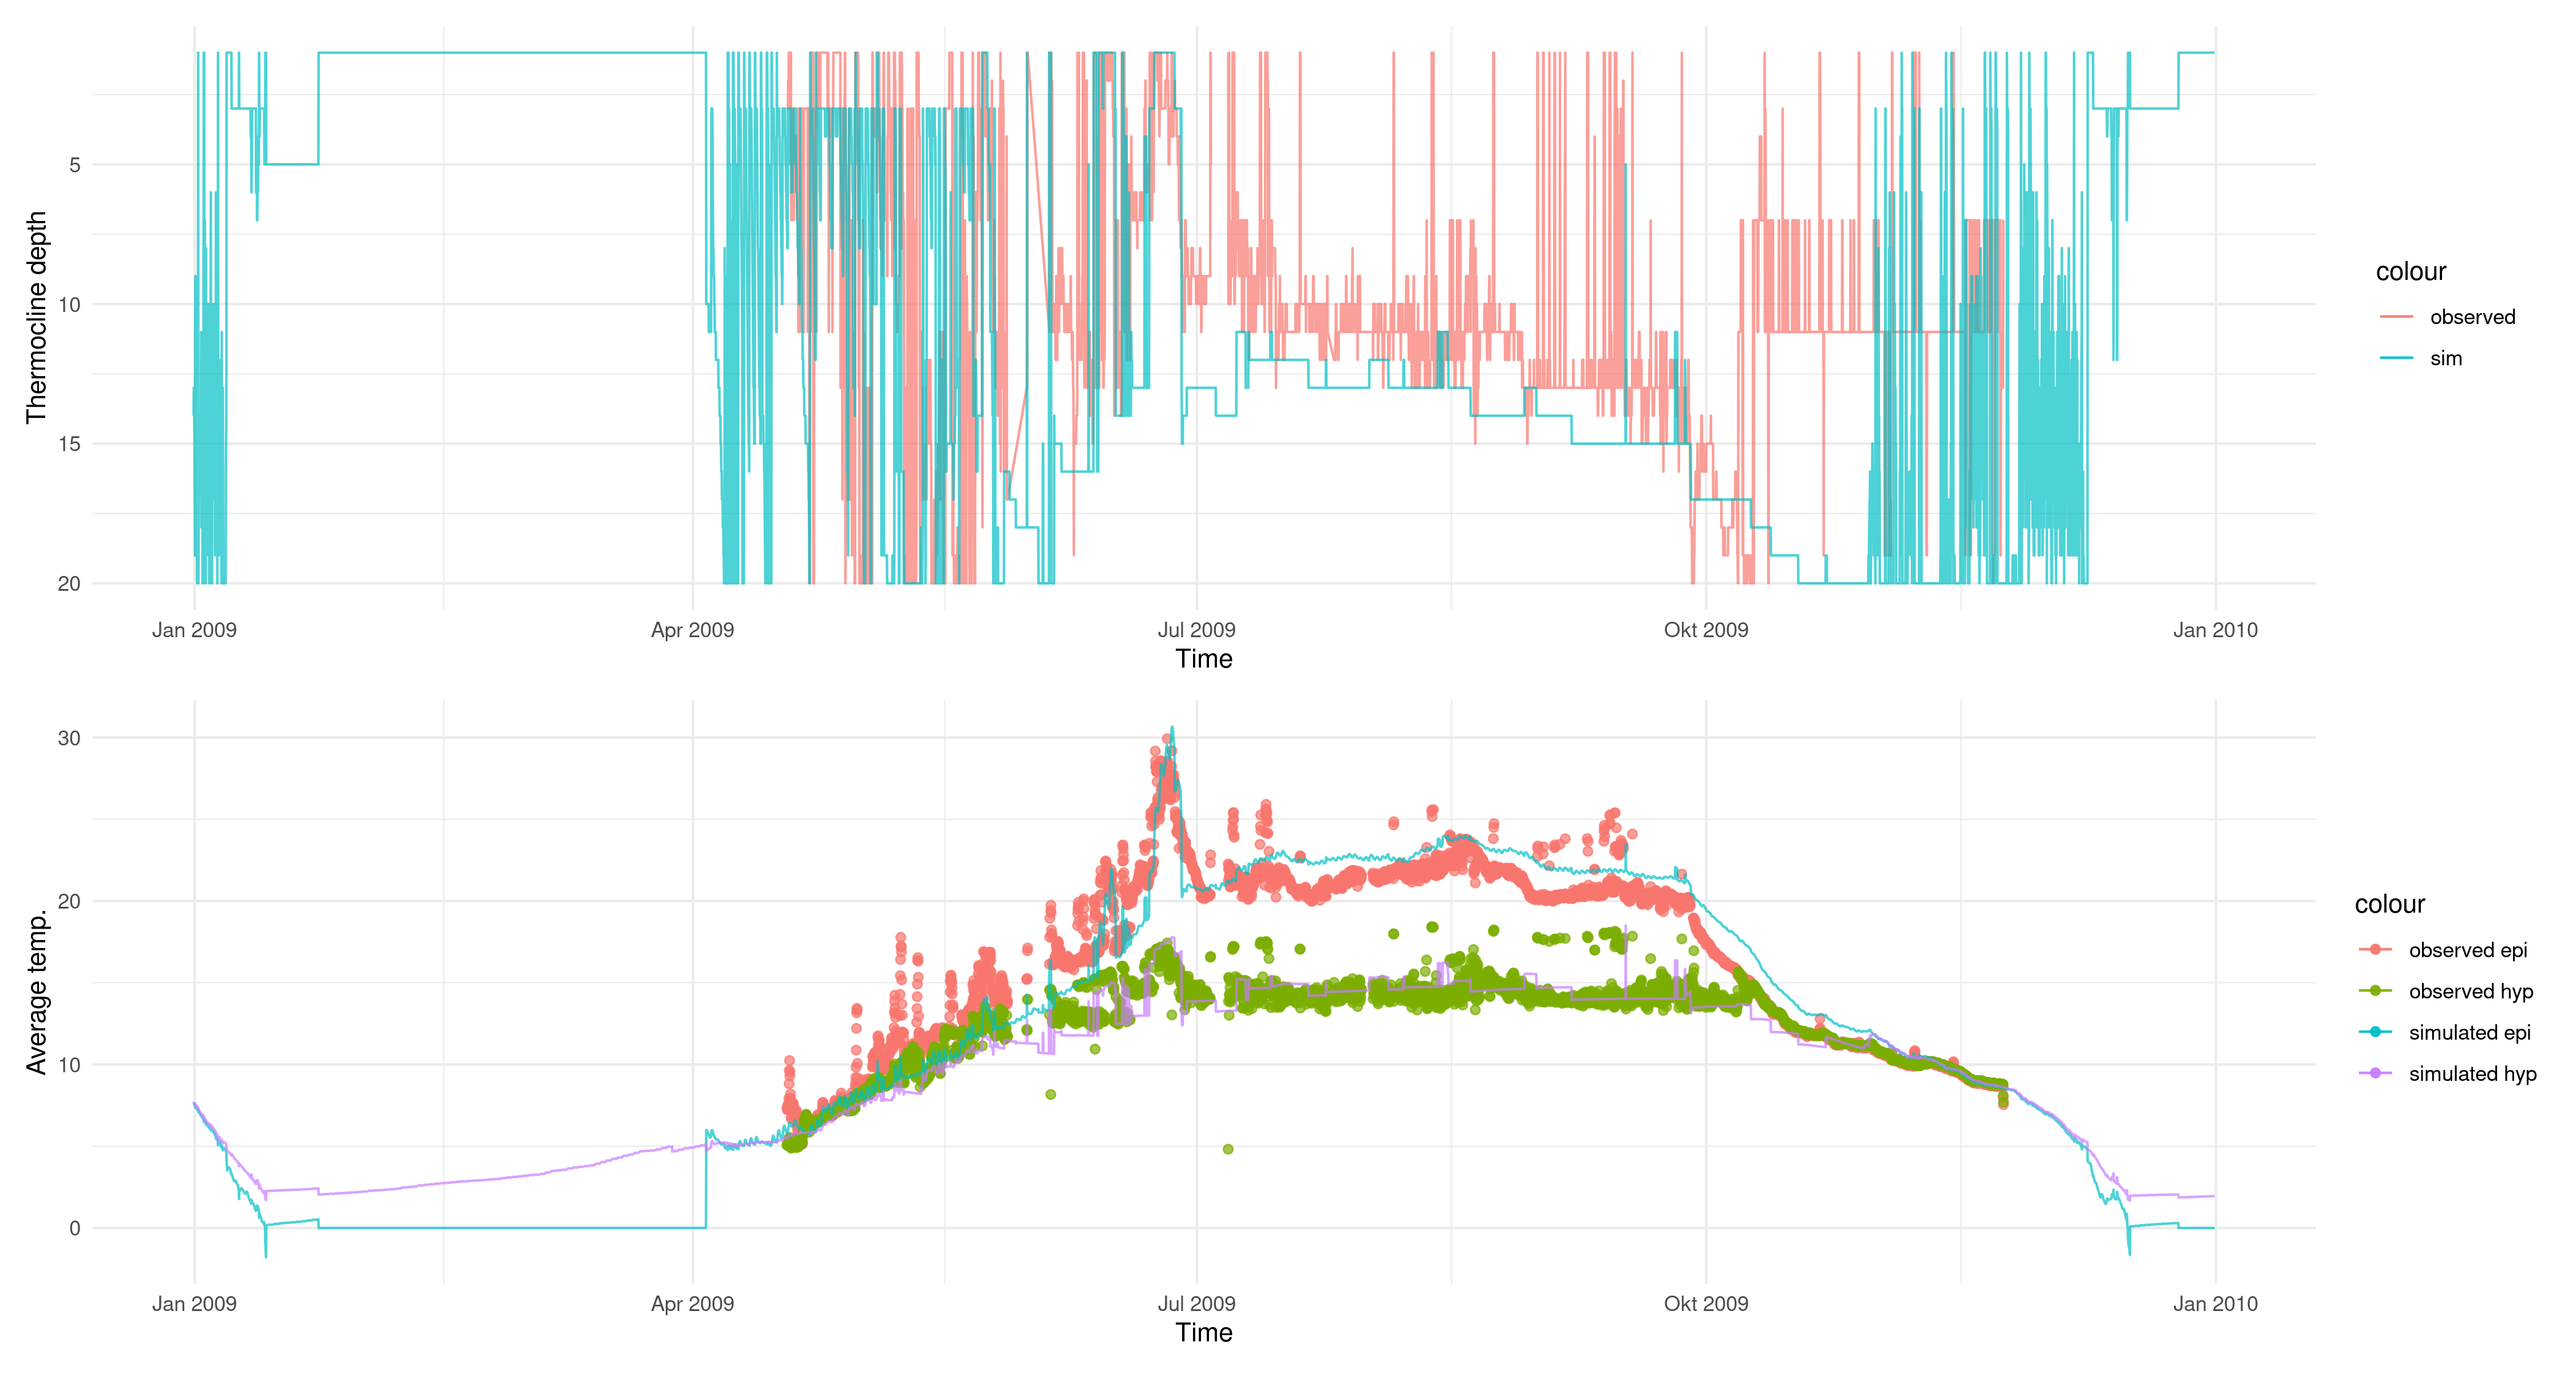 Thermocline depth
5
10
15
20
Jan 2009 Apr 2009 Jul 2009 Okt 2009 Jan 2010
Time
colour
observed
sim
Average temp.
30
20
10
0
Jan 2009 Apr 2009 Jul 2009 Okt 2009 Jan 2010
Time
colour
observed epi
observed hyp
simulated epi
simulated hyp